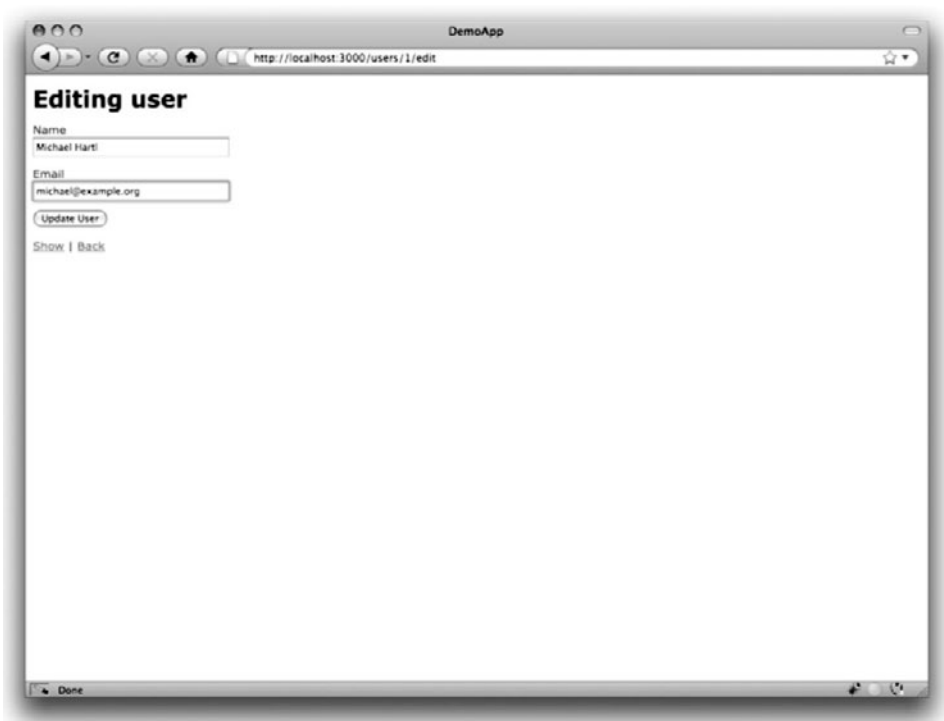 DemoApp
http://localhost:3000/users/1/edit
Editing user
Name
Michael Hartl
Email
michael@example.org
Update User
Show | Back
Done